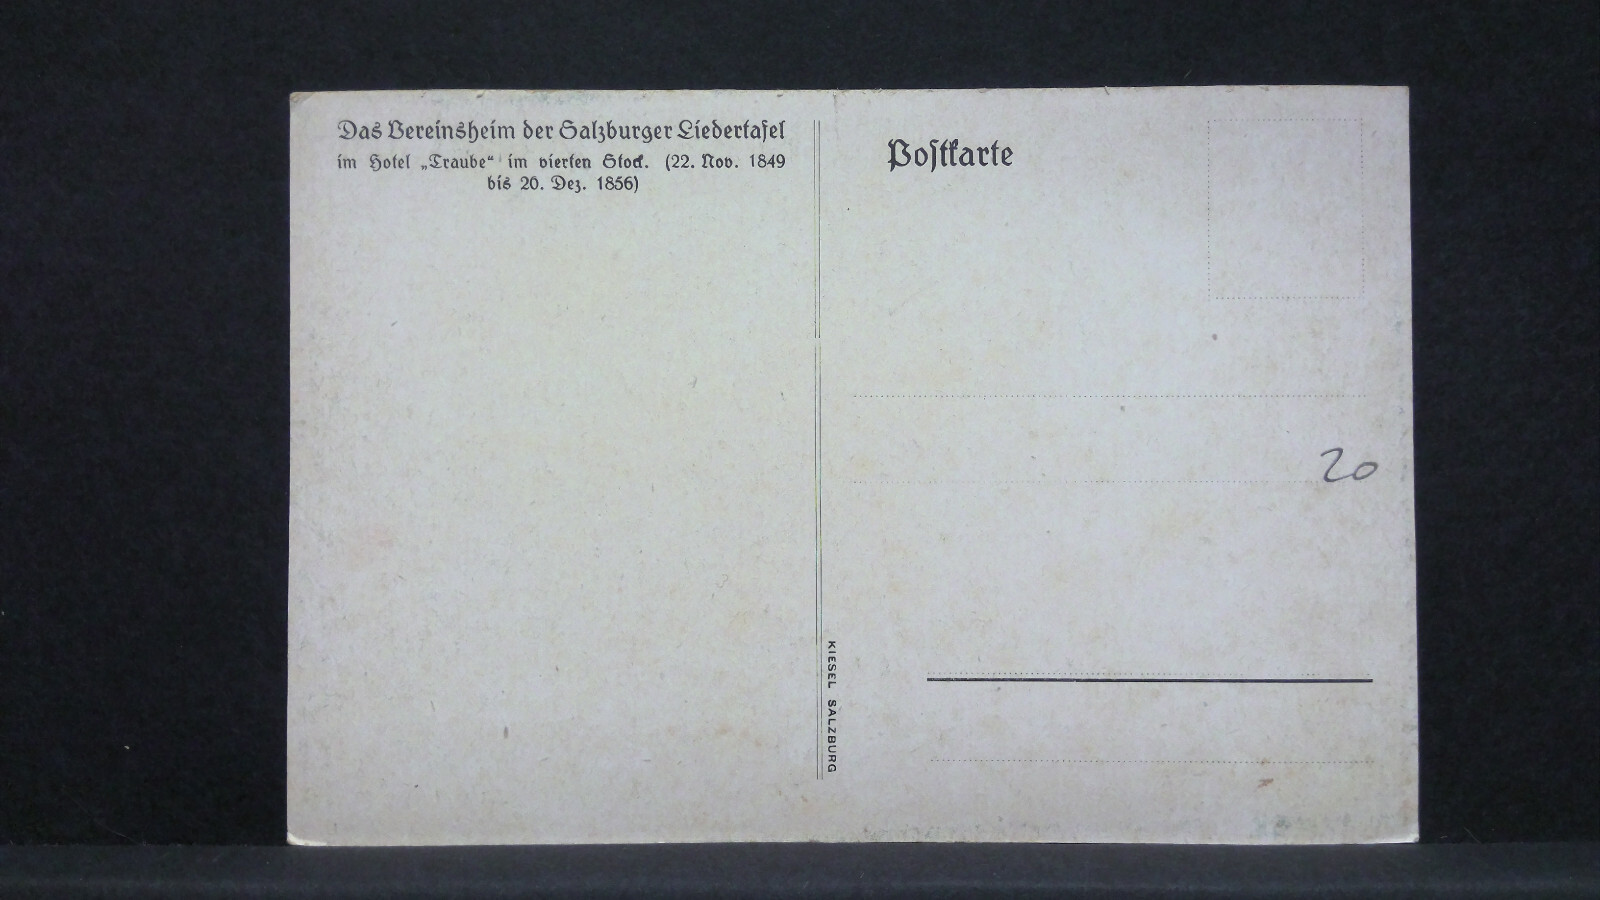 Das Vereinsheim der Salzburger Liedertafel
im Hotel „Traube“ im vierten Stock. (22. Nov. 1849
bis 20. Dez. 1856)
Postkarte
20
KIESEL SALZBURG